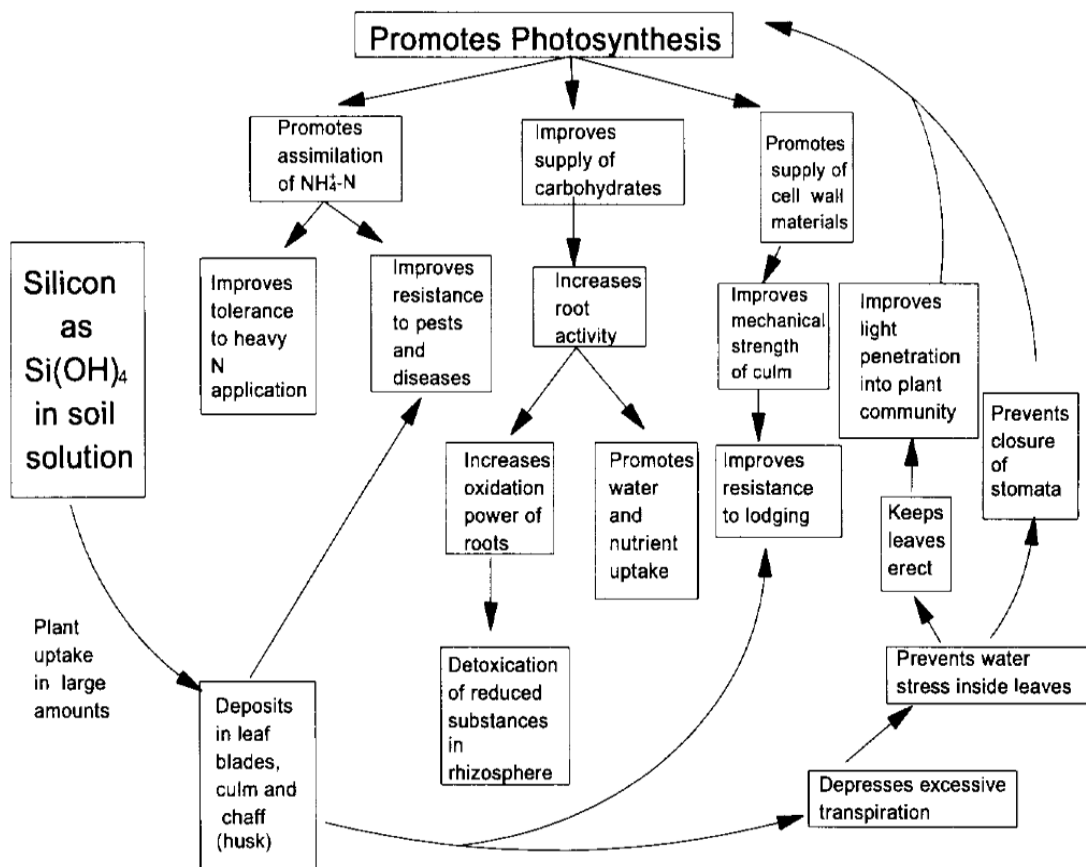 Promotes Photosynthesis
Promotes
assimilation
of NH₄⁺-N
Improves
supply of
carbohydrates
Promotes
supply of
cell wall
materials
Silicon
as
Si(OH)₄
in soil
solution
Improves
tolerance
to heavy
N
application
Improves
resistance
to pests
and
diseases
Increases
root
activity
Improves
mechanical
strength
of culm
Improves
light
penetration
into plant
community
Prevents
closure
of
stomata
Increases
oxidation
power of
roots
Promotes
water
and
nutrient
uptake
Improves
resistance
to lodging
Keeps
leaves
erect
Plant
uptake
in large
amounts
Deposits
in leaf
blades,
culm and
chaff
(husk)
Detoxication
of reduced
substances
in
rhizosphere
Prevents water
stress inside leaves
Depresses excessive
transpiration